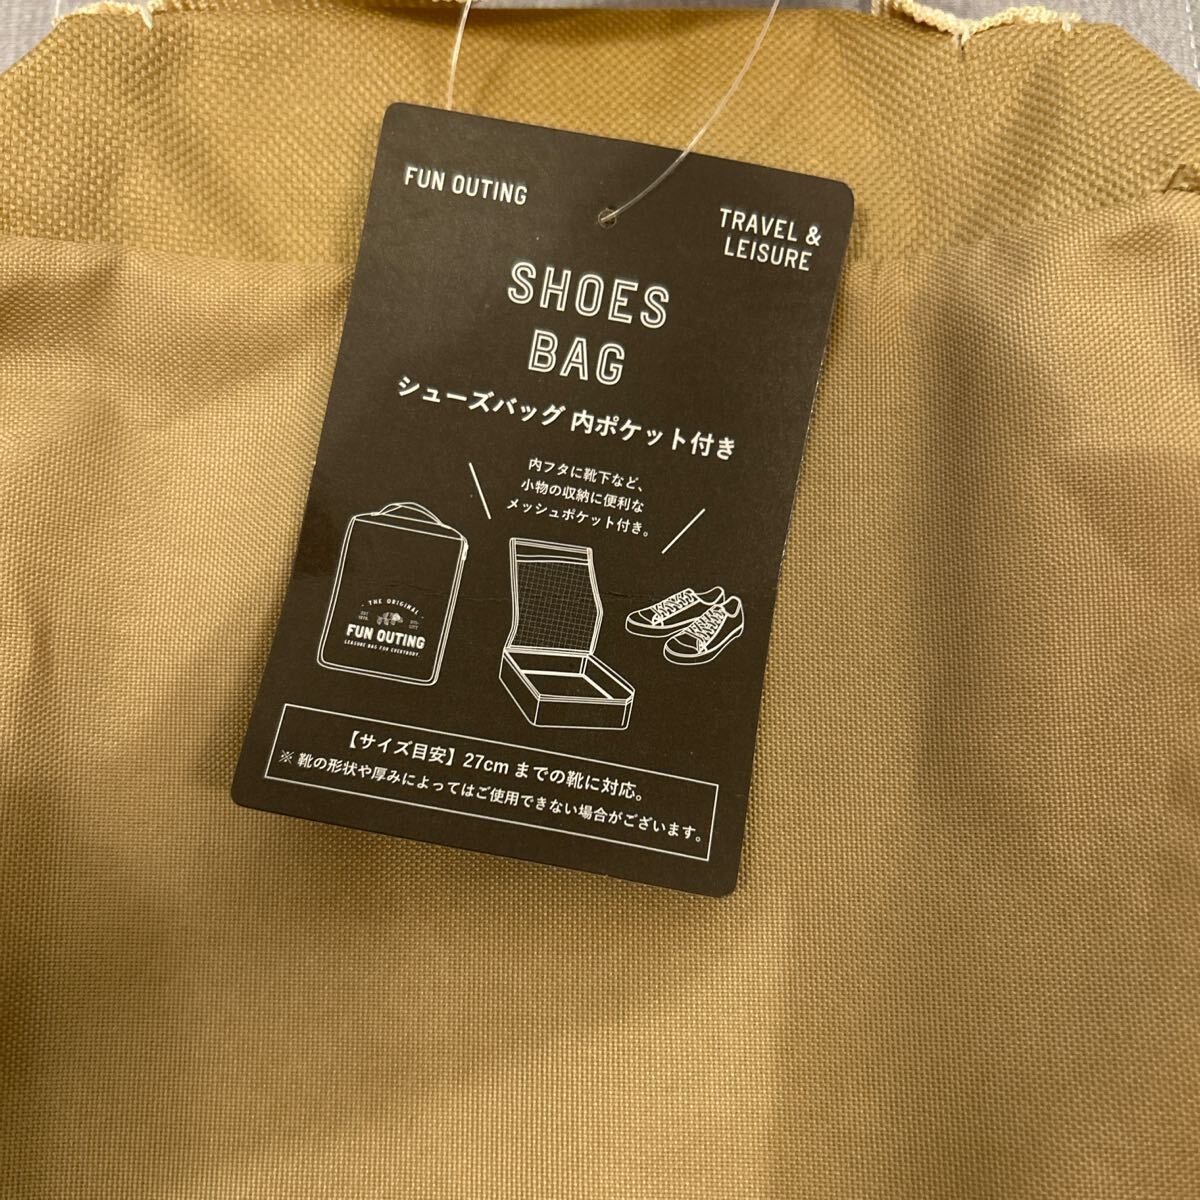 FUN OUTING
TRAVEL &
LEISURE
SHOES
BAG
シューズバッグ 内ポケット付き
内フタに靴下など、
小物の収納に便利な
メッシュポケット付き。
THE ORIGINAL
FUN OUTING
LEASURE BAG FOR EVERYBODY
【サイズ目安】27cm までの靴に対応。
※ 靴の形状や厚みによってはご使用できない場合がございます。